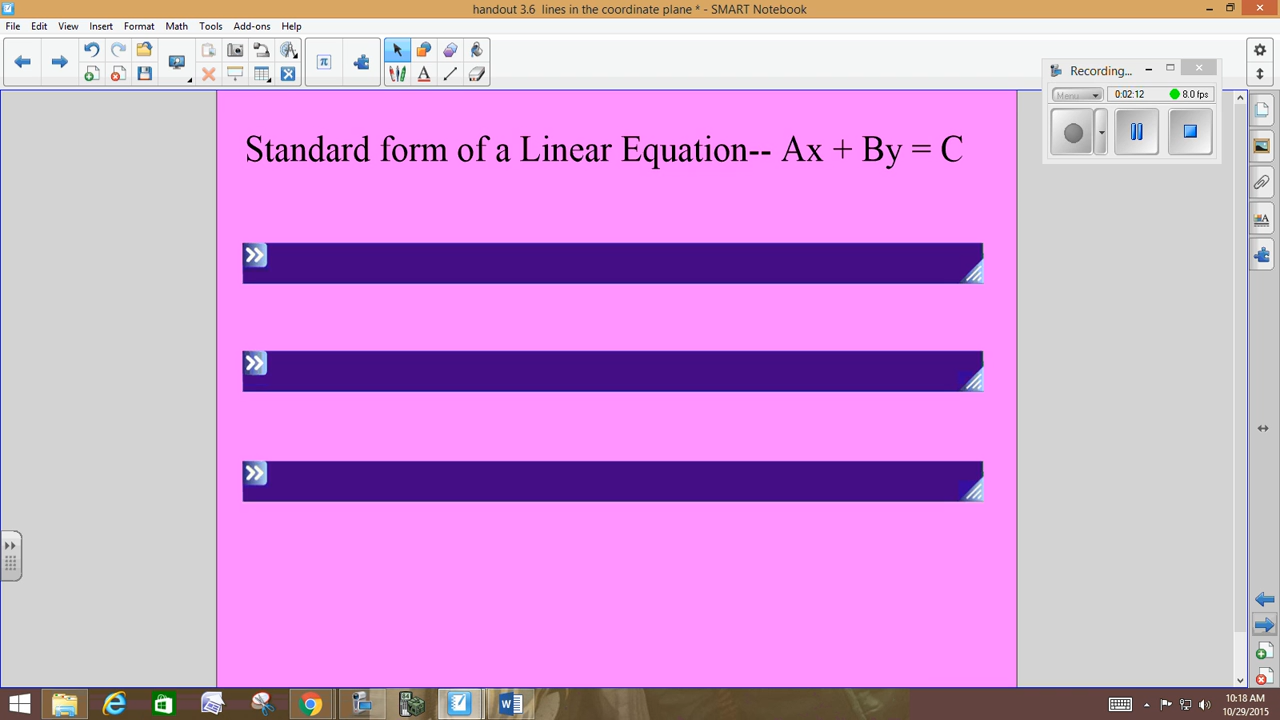 handout 3.6 lines in the coordinate plane * - SMART Notebook
File Edit View Insert Format Math Tools Add-ons Help
Recording...
Menu 0:02:12 8.0 fps
Standard form of a Linear Equation-- Ax + By = C
10:18 AM
10/29/2015